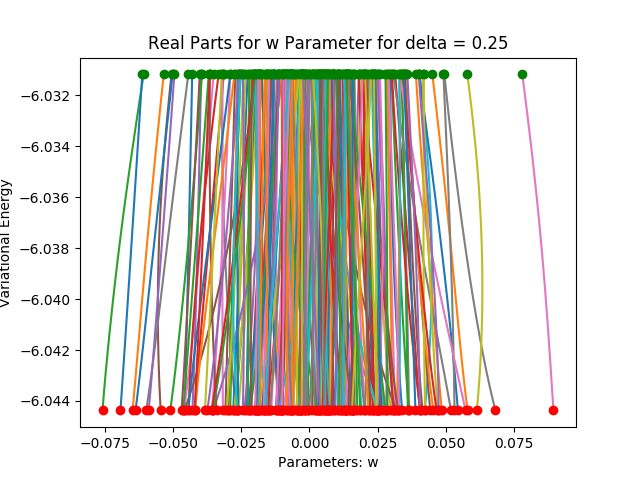 Real Parts for w Parameter for delta = 0.25
Variational Energy
−6.032
−6.034
−6.036
−6.038
−6.040
−6.042
−6.044
−0.075 −0.050 −0.025 0.000 0.025 0.050 0.075
Parameters: w